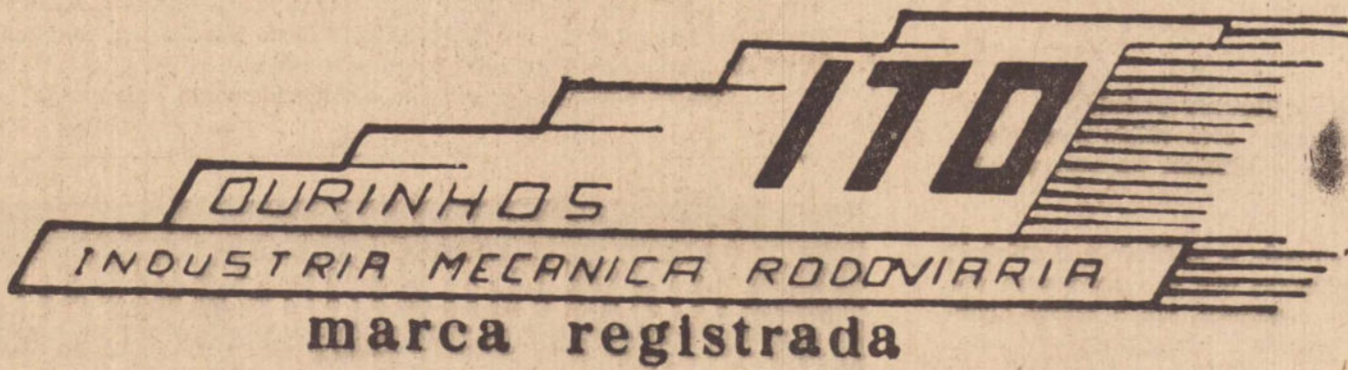 ITO
OURINHOS
INDUSTRIA MECANICA RODOVIARIA
marca registrada